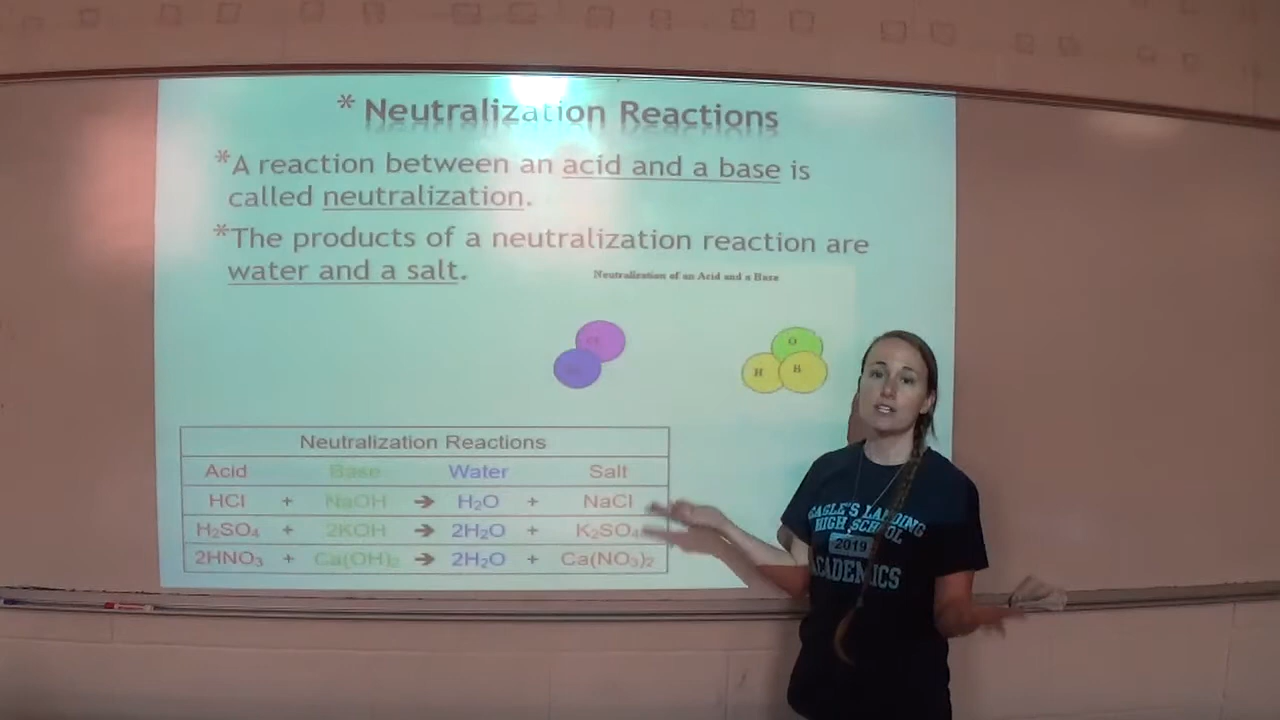 * Neutralization Reactions
*A reaction between an acid and a base is
called neutralization.
*The products of a neutralization reaction are
water and a salt.
Neutralization of an Acid and a Base
O
H H
Neutralization Reactions
Acid Base Water Salt
HCl + NaOH → H₂O + NaCl
H₂SO₄ + 2KOH → 2H₂O + K₂SO₄
2HNO₃ + Ca(OH)₂ → 2H₂O + Ca(NO₃)₂
EAGLE'S LANDING
HIGH SCHOOL
2019
ACADEMICS